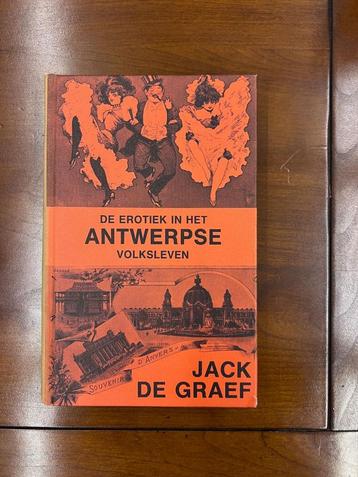 DE EROTIEK IN HET
ANTWERPSE
VOLKSLEVEN
SOUVENIR D'ANVERS
JACK
DE GRAEF